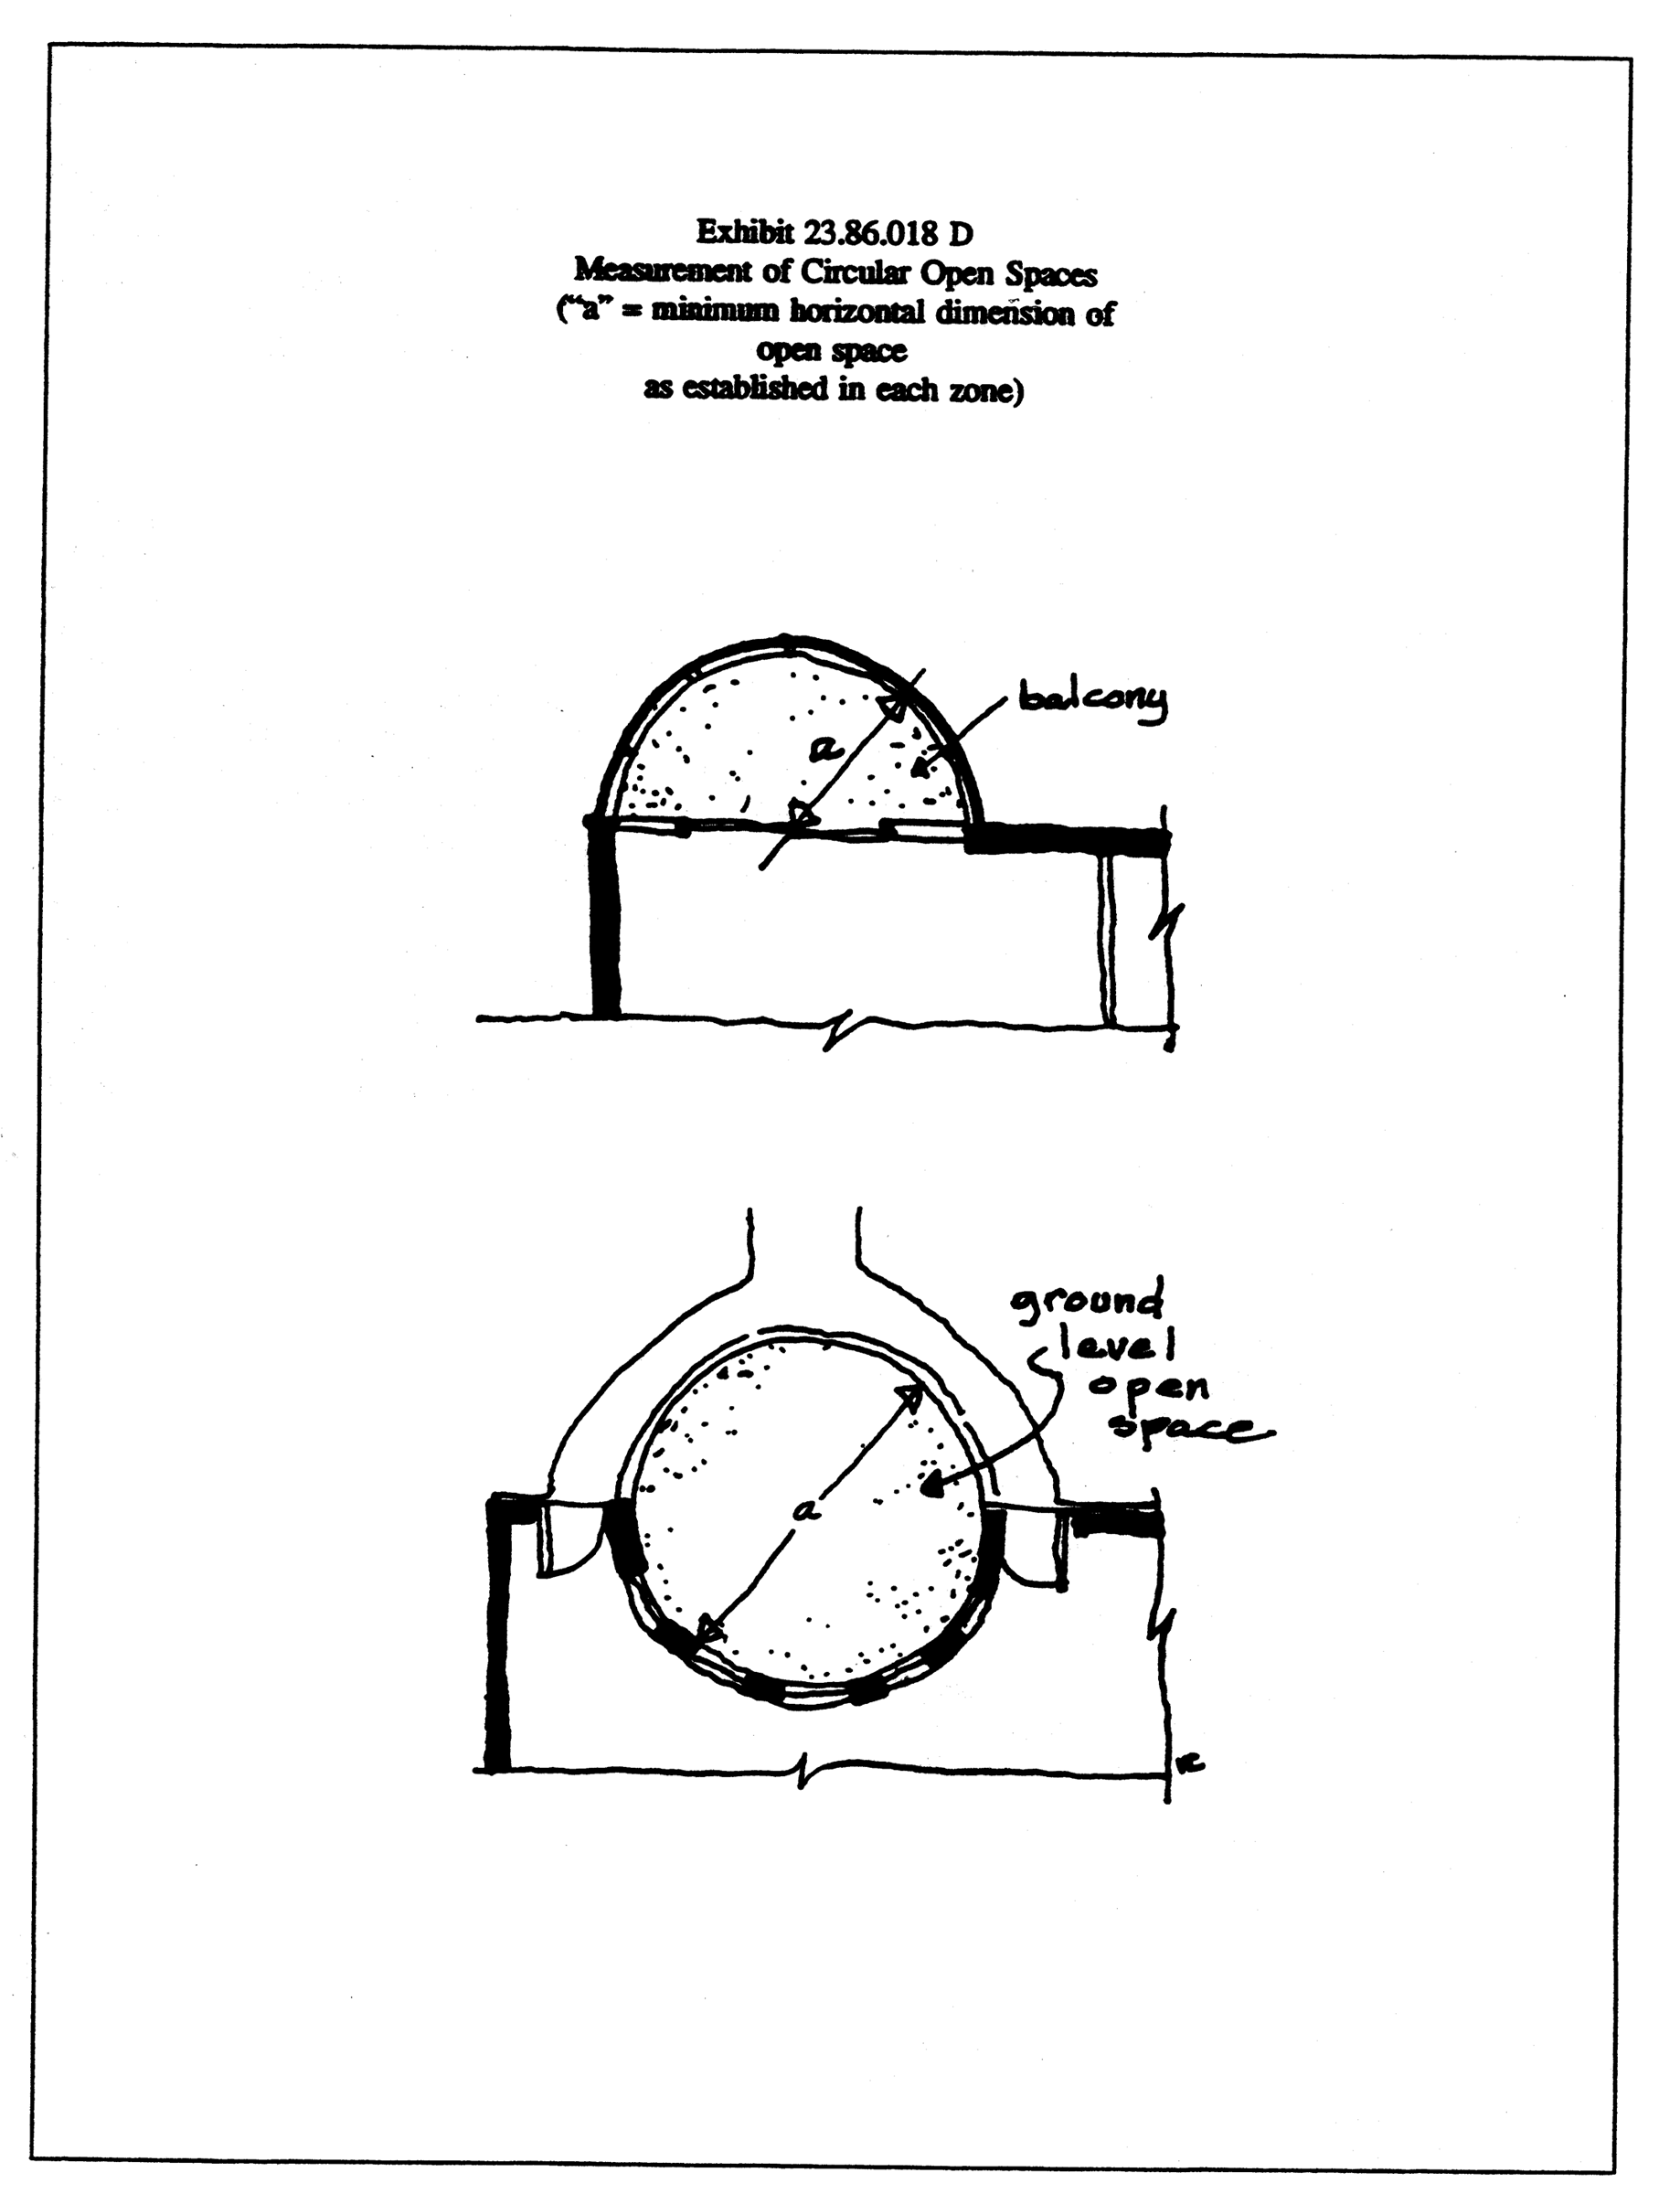 Exhibit 23.86.018 D
Measurement of Circular Open Spaces
(“a” = minimum horizontal dimension of
open space
as established in each zone)
balcony
a
ground
level
open
space
a